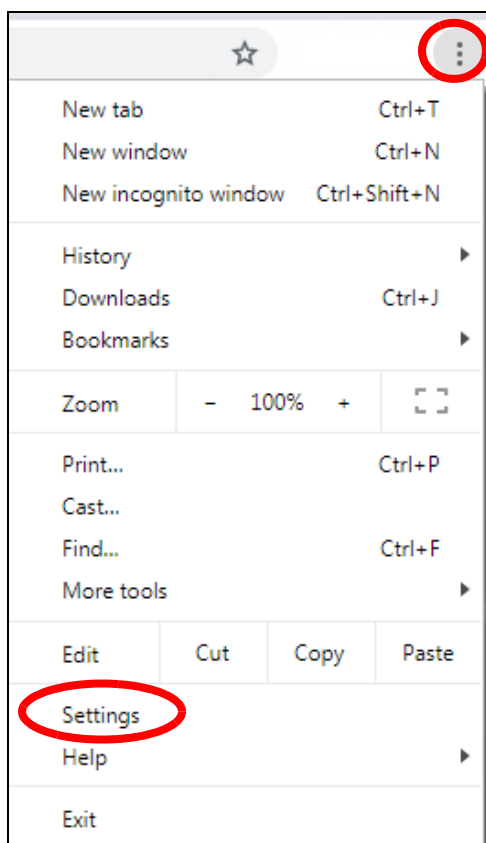 New tab Ctrl+T
New window Ctrl+N
New incognito window Ctrl+Shift+N
History
Downloads Ctrl+J
Bookmarks
Zoom - 100% +
Print... Ctrl+P
Cast...
Find... Ctrl+F
More tools
Edit Cut Copy Paste
Settings
Help
Exit